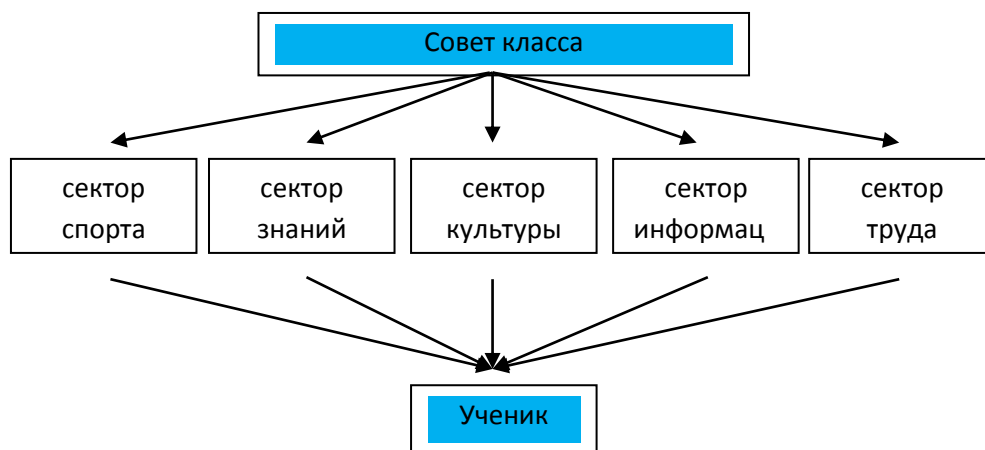 Совет класса
сектор
спорта
сектор
знаний
сектор
культуры
сектор
информац
сектор
труда
Ученик